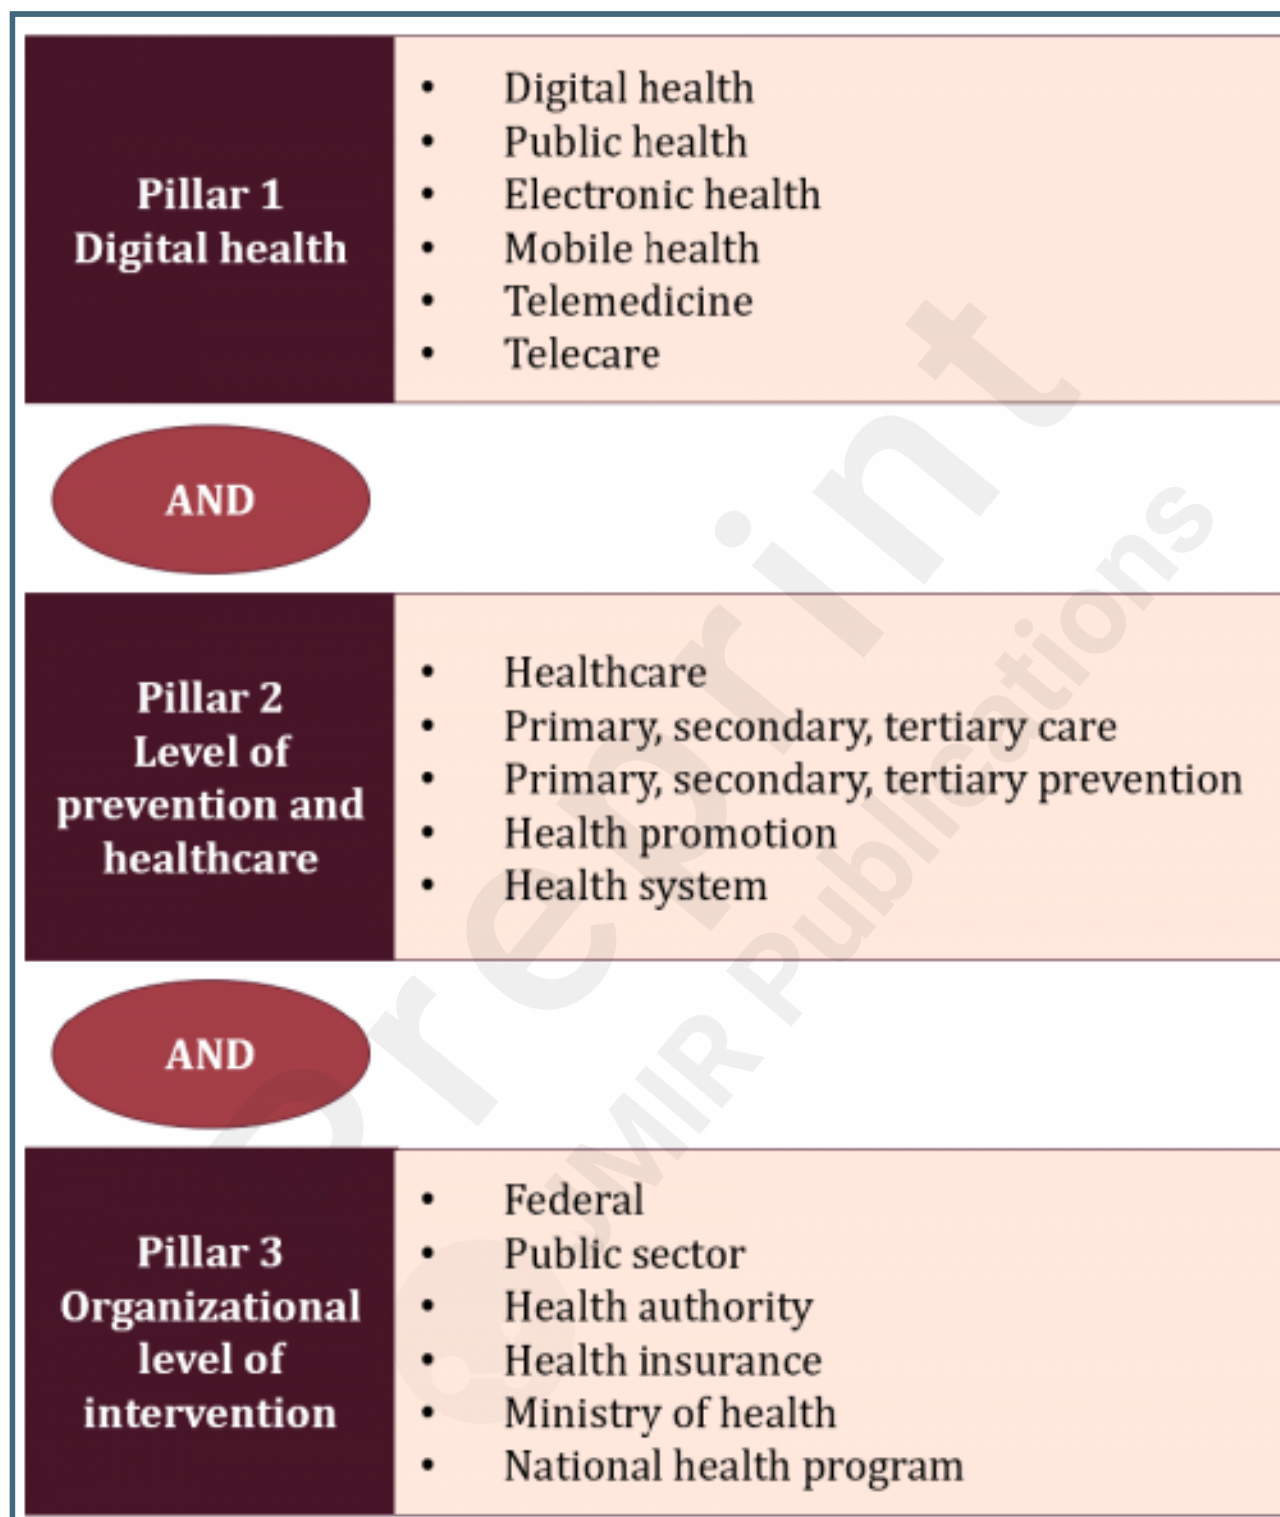 Pillar 1
Digital health
• Digital health
• Public health
• Electronic health
• Mobile health
• Telemedicine
• Telecare
AND
Pillar 2
Level of
prevention and
healthcare
• Healthcare
• Primary, secondary, tertiary care
• Primary, secondary, tertiary prevention
• Health promotion
• Health system
AND
Pillar 3
Organizational
level of
intervention
• Federal
• Public sector
• Health authority
• Health insurance
• Ministry of health
• National health program
Preprint
JMIR Publications